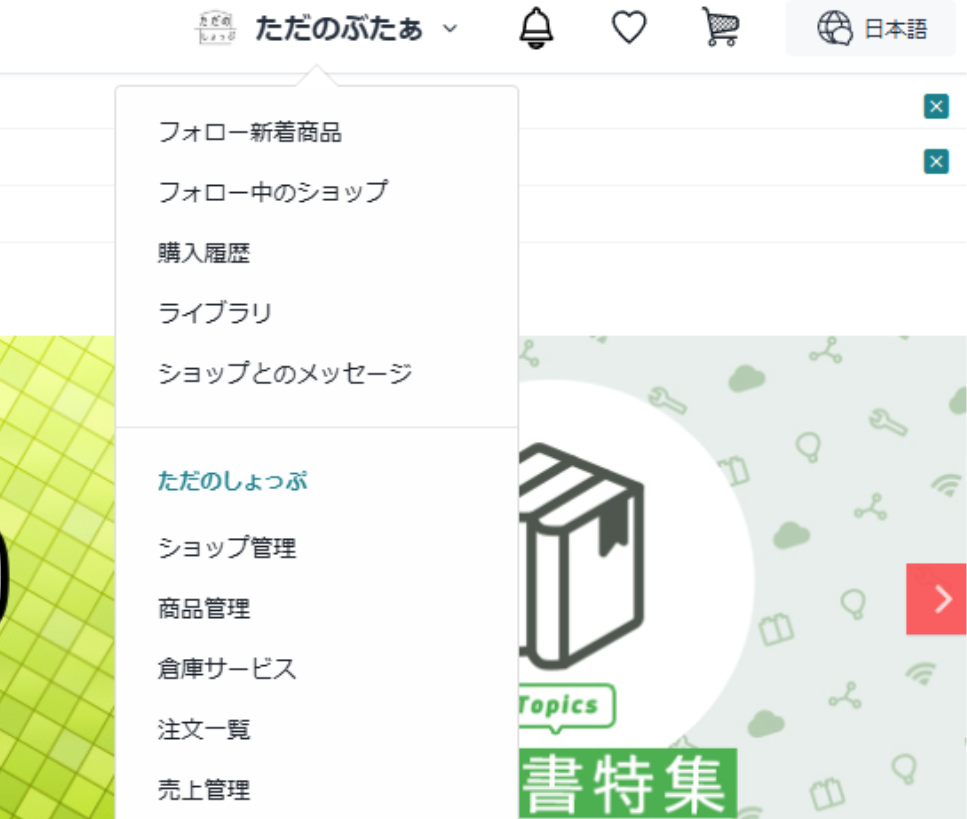 ただの
しょっぷ
ただのぶたぁ
日本語
フォロー新着商品
フォロー中のショップ
購入履歴
ライブラリ
ショップとのメッセージ
ただのしょっぷ
ショップ管理
商品管理
倉庫サービス
注文一覧
売上管理
Topics
書特集